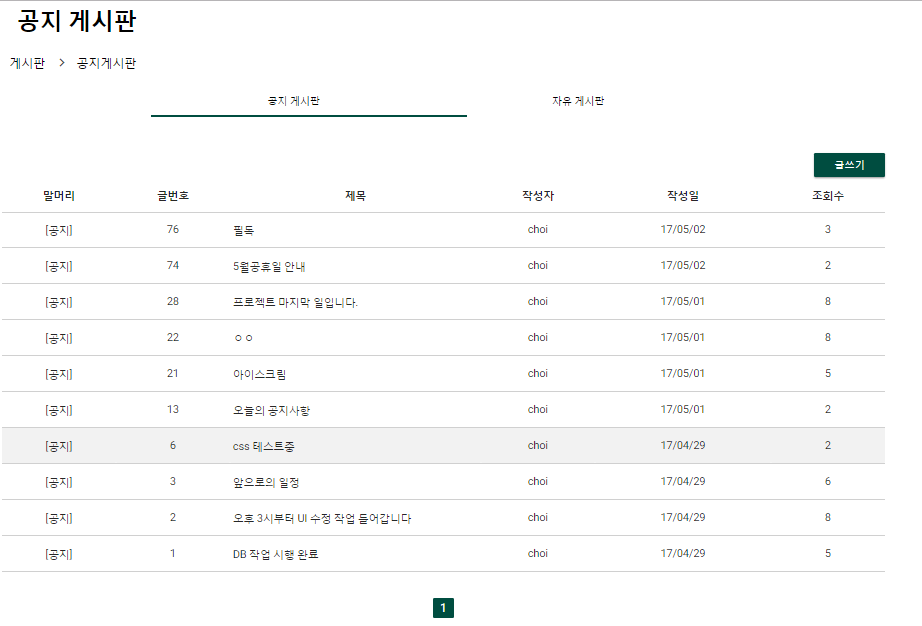 공지 게시판
게시판 > 공지게시판
공지 게시판 자유 게시판
글쓰기
말머리 글번호 제목 작성자 작성일 조회수
[공지] 76 필독 choi 17/05/02 3
[공지] 74 5월공휴일 안내 choi 17/05/02 2
[공지] 28 프로젝트 마지막 일입니다. choi 17/05/01 8
[공지] 22 ㅇㅇ choi 17/05/01 8
[공지] 21 아이스크림 choi 17/05/01 5
[공지] 13 오늘의 공지사항 choi 17/05/01 2
[공지] 6 css 테스트중 choi 17/04/29 2
[공지] 3 앞으로의 일정 choi 17/04/29 6
[공지] 2 오후 3시부터 UI 수정 작업 들어갑니다 choi 17/04/29 8
[공지] 1 DB 작업 시행 완료 choi 17/04/29 5
1